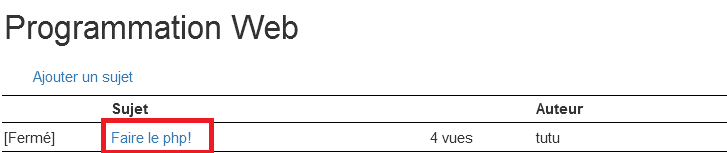 Programmation Web
Ajouter un sujet
Sujet Auteur
[Fermé] Faire le php! 4 vues tutu